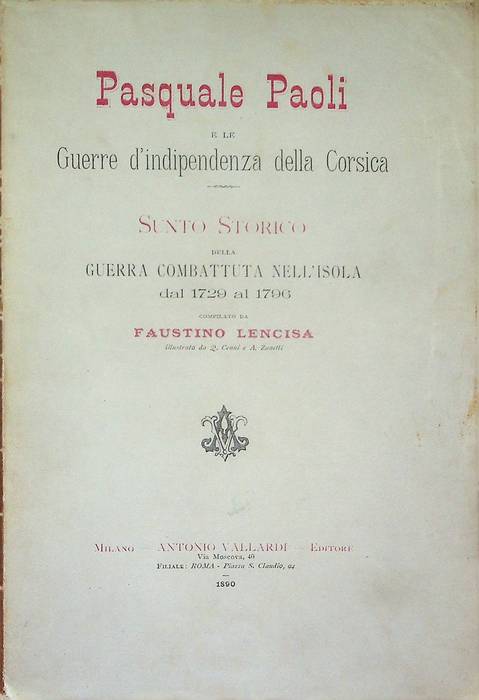 Pasquale Paoli
E LE
Guerre d'indipendenza della Corsica
SUNTO STORICO
DELLA
GUERRA COMBATTUTA NELL'ISOLA
dal 1729 al 1796
COMPILATO DA
FAUSTINO LENCISA
illustrata da Q. Cenni e A. Zanetti
MILANO — ANTONIO VALLARDI — EDITORE
Via Moscova, 40
FILIALE: ROMA - Piazza S. Claudio, 94
1890